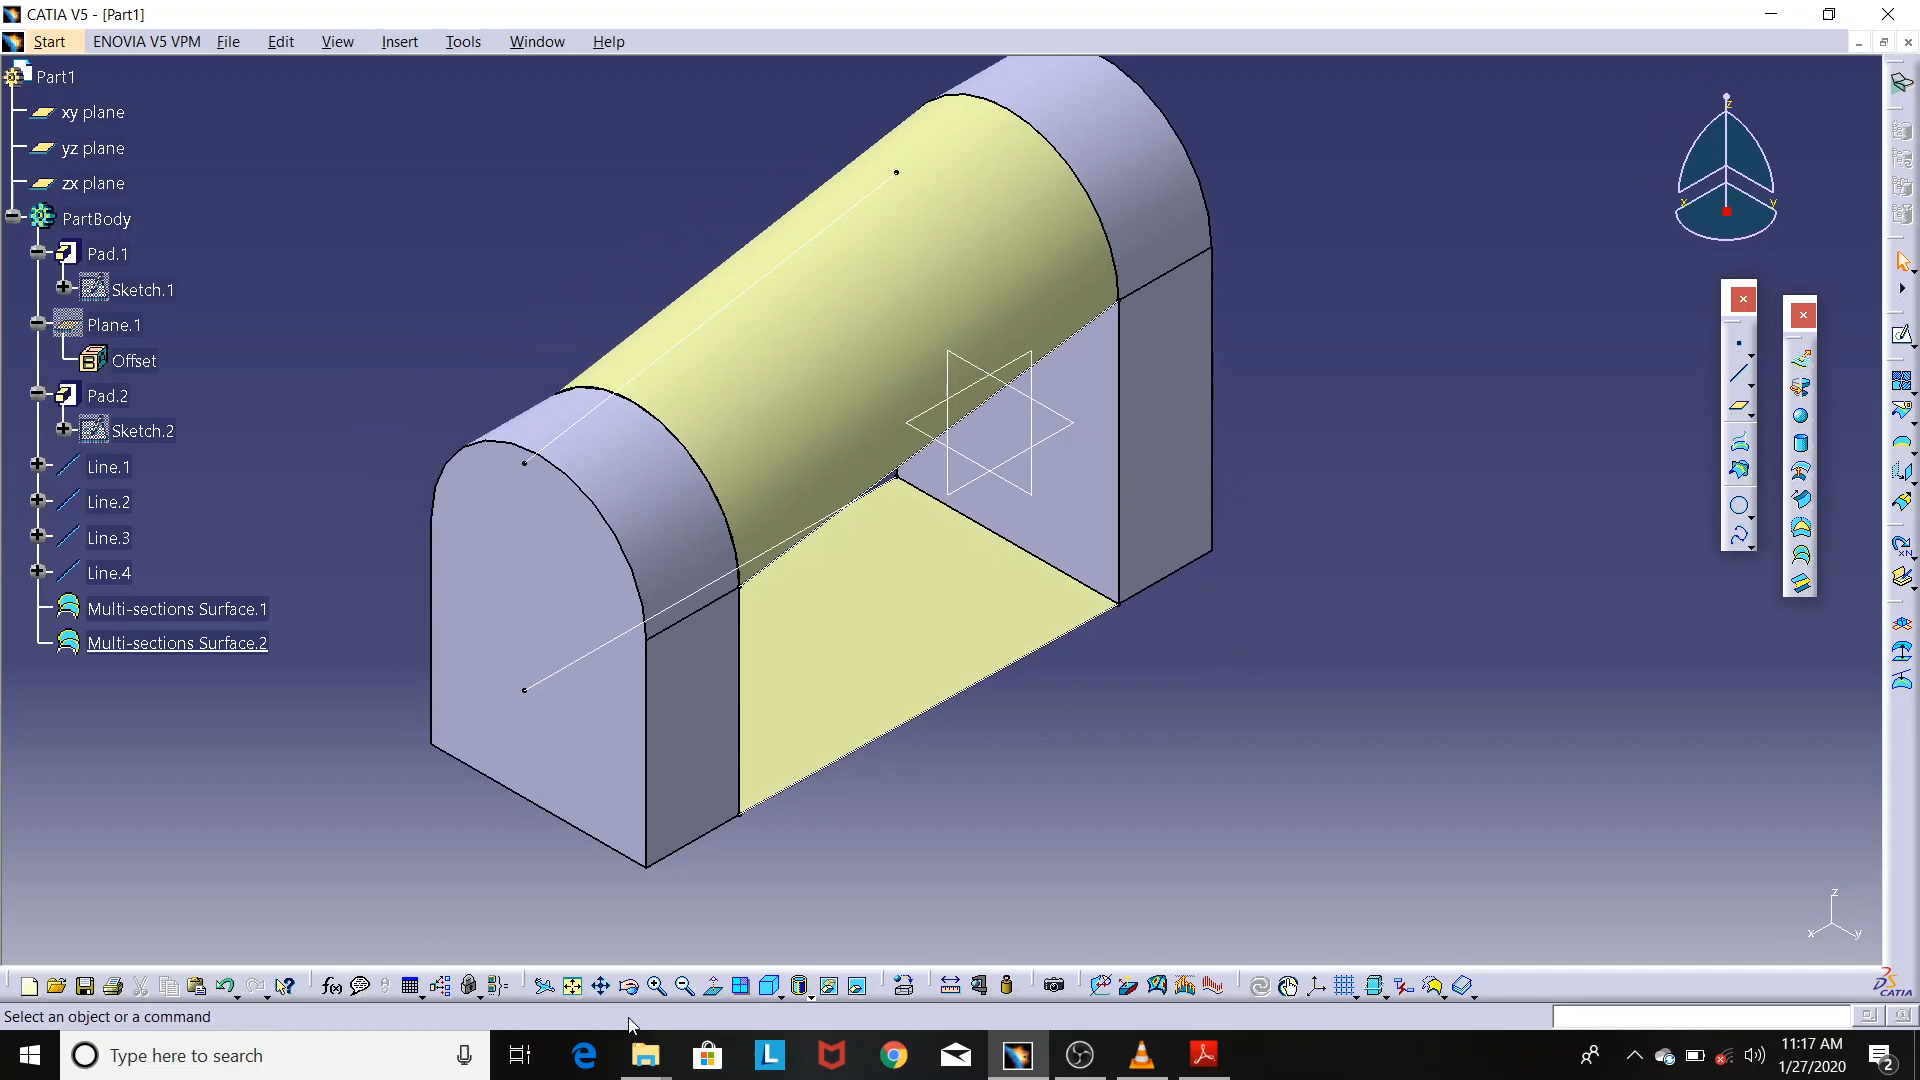 CATIA V5 - [Part1]
Start ENOVIA V5 VPM File Edit View Insert Tools Window Help
Part1
xy plane
yz plane
zx plane
PartBody
Pad.1
Sketch.1
Plane.1
Offset
Pad.2
Sketch.2
Line.1
Line.2
Line.3
Line.4
Multi-sections Surface.1
Multi-sections Surface.2
z
x y
z
x y
f(x)
CATIA
Select an object or a command
Type here to search
L
11:17 AM
1/27/2020
2